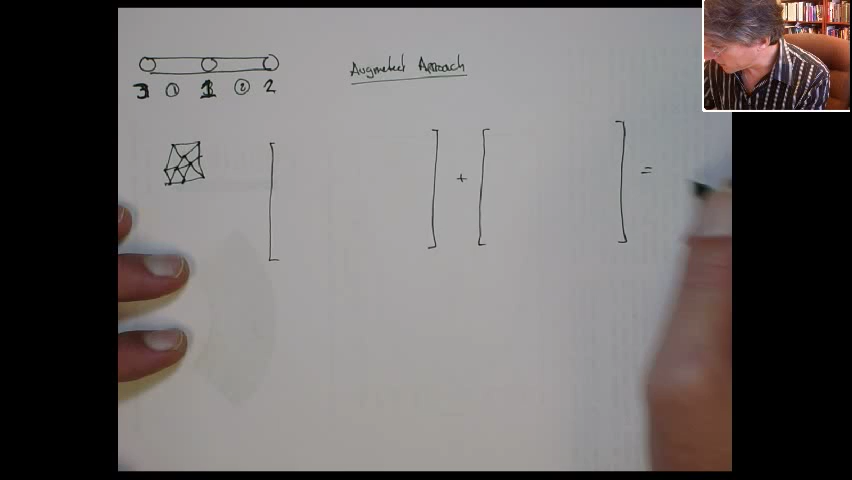 Augmented Approach
3 ① 1 ② 2
+ =